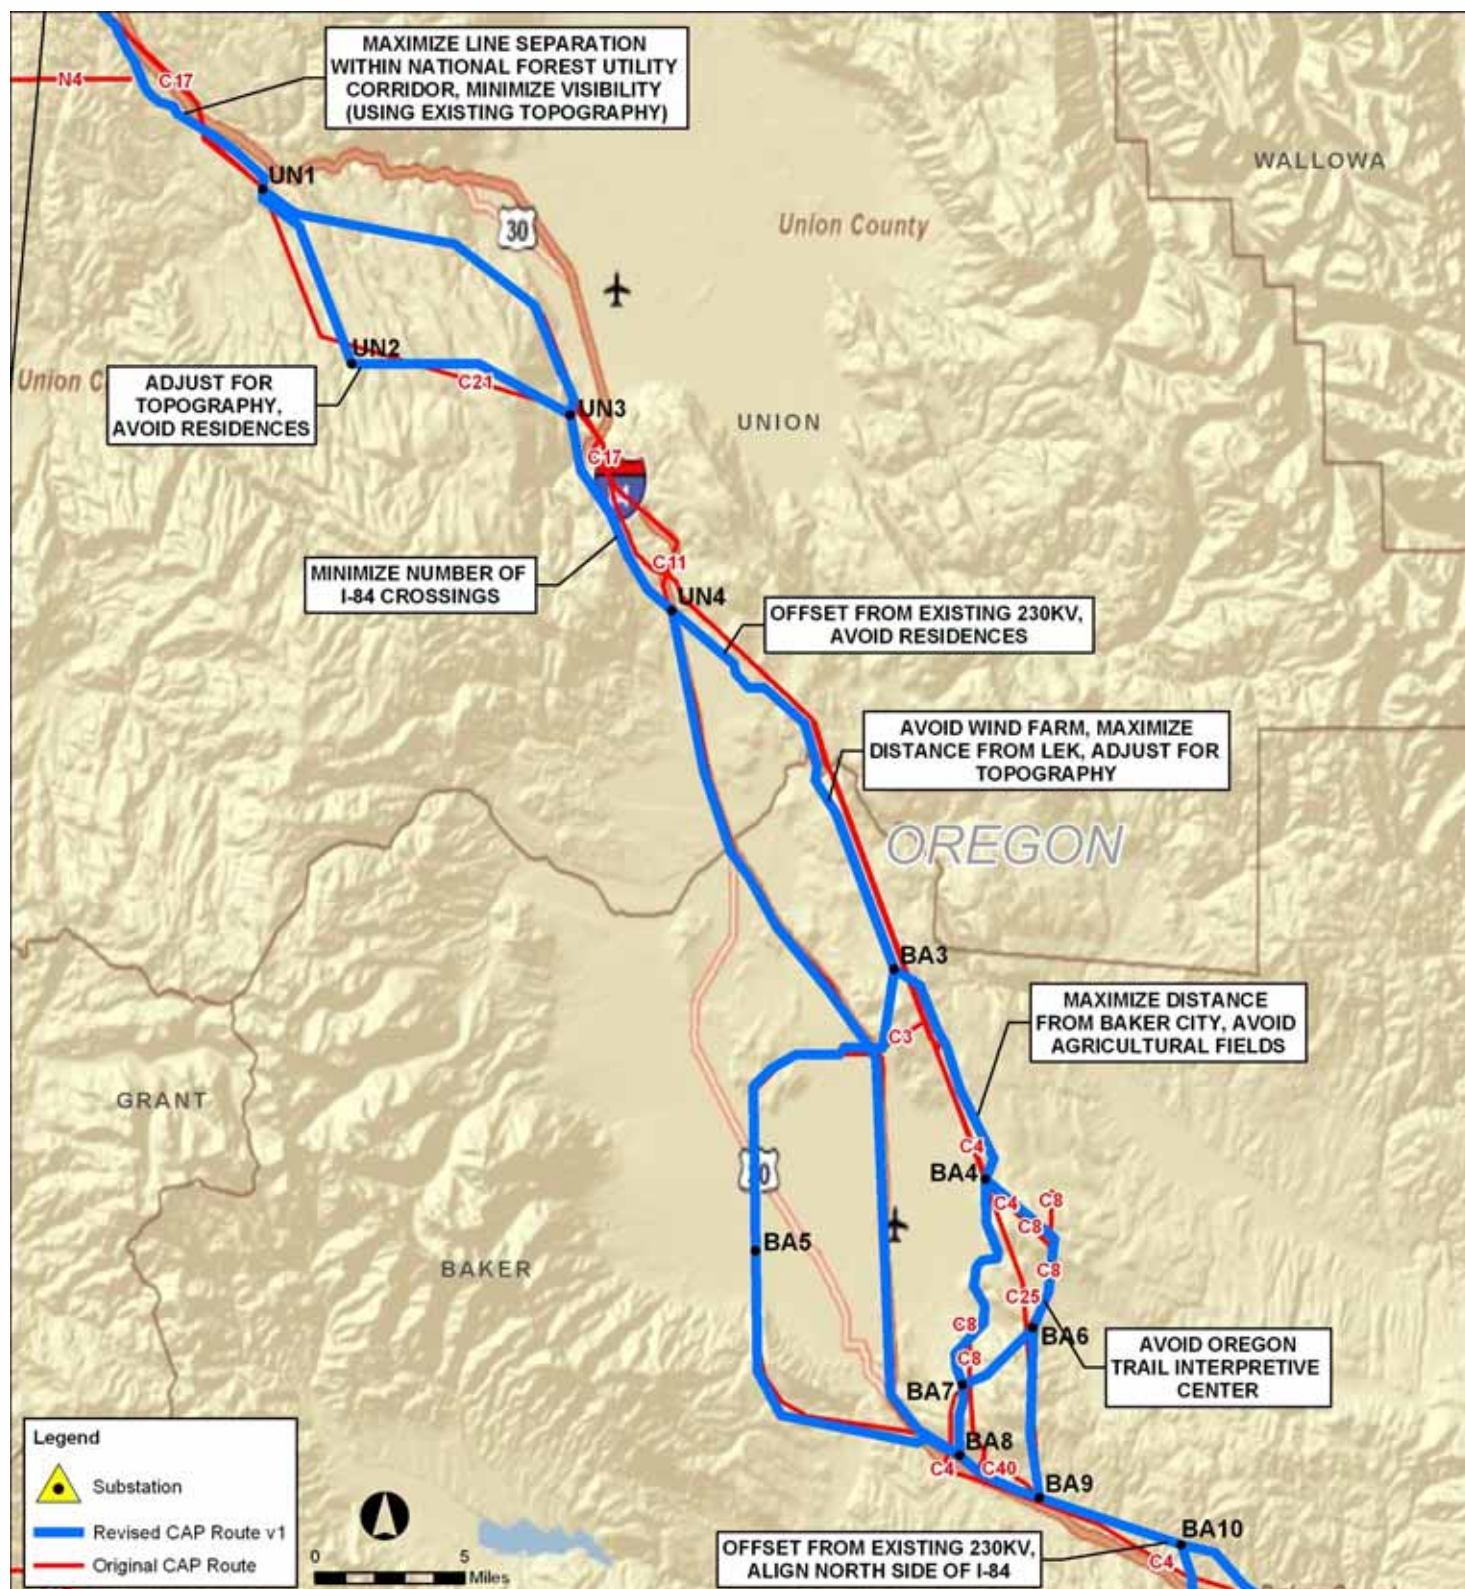 MAXIMIZE LINE SEPARATION
WITHIN NATIONAL FOREST UTILITY
CORRIDOR, MINIMIZE VISIBILITY
(USING EXISTING TOPOGRAPHY)
N4
C17
WALLOWA
UN1
30
Union County
UN2
Union C
C21
ADJUST FOR
TOPOGRAPHY,
AVOID RESIDENCES
UN3
UNION
C17
MINIMIZE NUMBER OF
I-84 CROSSINGS
C11
UN4
OFFSET FROM EXISTING 230KV,
AVOID RESIDENCES
AVOID WIND FARM, MAXIMIZE
DISTANCE FROM LEK, ADJUST FOR
TOPOGRAPHY
OREGON
BA3
MAXIMIZE DISTANCE
FROM BAKER CITY, AVOID
AGRICULTURAL FIELDS
C3
GRANT
C4
BA4
C4
C8
C8
BA5
BAKER
C8
C25
C8
BA6
AVOID OREGON
TRAIL INTERPRETIVE
CENTER
C8
BA7
BA8
C4
C40
BA9
BA10
OFFSET FROM EXISTING 230KV,
ALIGN NORTH SIDE OF I-84
C4
Legend
Substation
Revised CAP Route v1
Original CAP Route
0
5
Miles